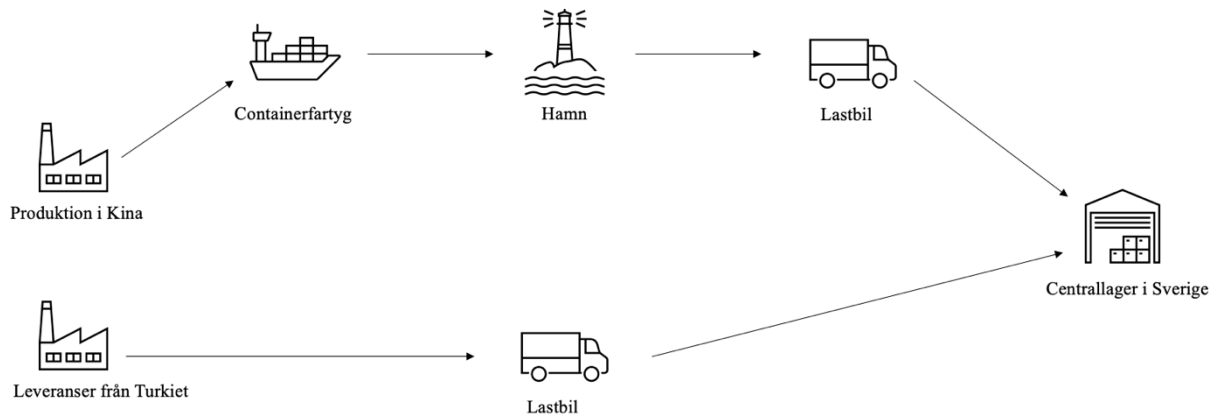 Containerfartyg
Hamn
Lastbil
Produktion i Kina
Centrallager i Sverige
Leveranser från Turkiet
Lastbil